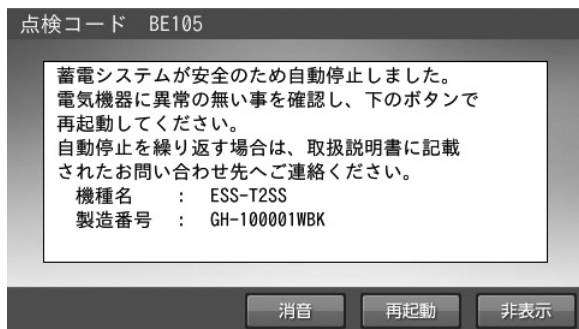 点検コード BE105
蓄電システムが安全のため自動停止しました。
電気機器に異常の無い事を確認し、下のボタンで
再起動してください。
自動停止を繰り返す場合は、取扱説明書に記載
されたお問い合わせ先へご連絡ください。
機種名 : ESS-T2SS
製造番号 : GH-100001WBK
消音 再起動 非表示